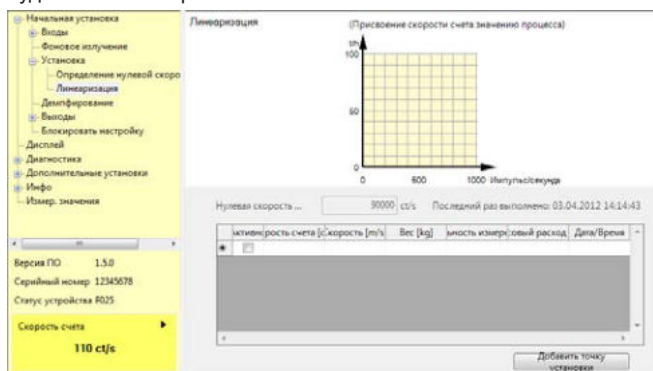 Начальная установка
Входы
Фоновое излучение
Установка
Определение нулевой скоро
Линеаризация
Демпфирование
Выходы
Блокировать настройку
Дисплей
Диагностика
Дополнительные установки
Инфо
Измер. значения
Версия ПО 1.5.0
Серийный номер 12345678
Статус устройства F025
Скорость счета
110 ct/s
Линеаризация
(Присвоение скорости счета значению процесса)
t/h
100
50
0
0 500 1000 Импульс/секунда
Нулевая скорость ... 90000 ct/s Последний раз выполнено: 03.04.2012 14:14:43
ктивн рость счета [с корость [m/s] Вес [kg] ьность измер совый расход Дата/Время
Добавить точку
установки